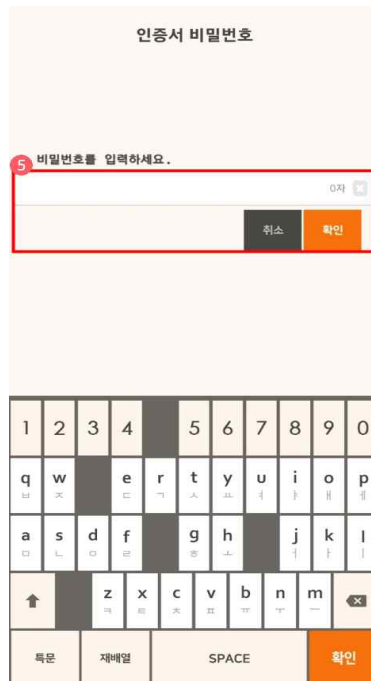 인증서 비밀번호
5 비밀번호를 입력하세요.
0자
취소 확인
1 2 3 4 5 6 7 8 9 0
q w e r t y u i o p
ㅂ ㅈ ㄷ ㄱ ㅅ ㅛ ㅕ ㅑ ㅐ ㅔ
a s d f g h j k l
ㅁ ㄴ ㅇ ㄹ ㅎ ㅗ ㅓ ㅏ ㅣ
z x c v b n m
ㅋ ㅌ ㅊ ㅍ ㅠ ㅜ ㅡ
특문 재배열 SPACE 확인